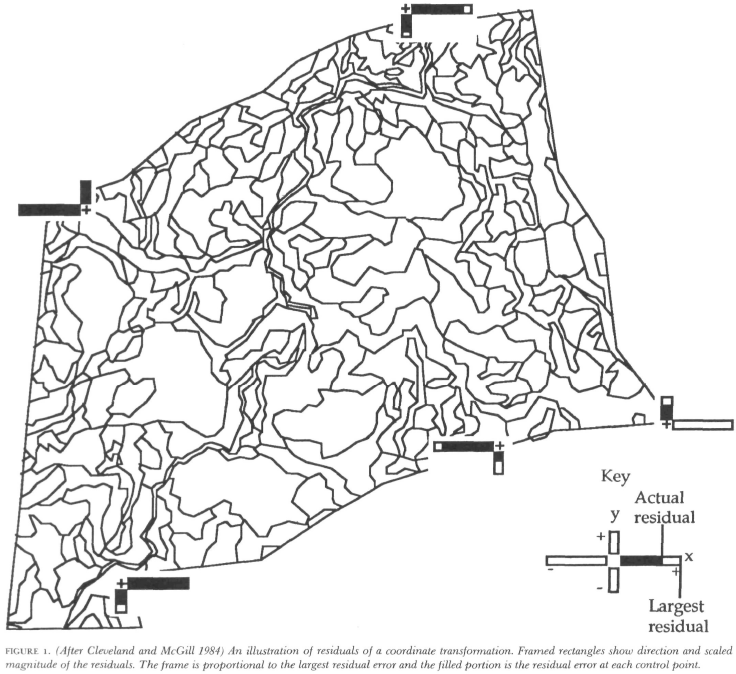 Key
Actual
y residual
+
x
- +
-
Largest
residual
FIGURE 1. (After Cleveland and McGill 1984) An illustration of residuals of a coordinate transformation. Framed rectangles show direction and scaled
magnitude of the residuals. The frame is proportional to the largest residual error and the filled portion is the residual error at each control point.